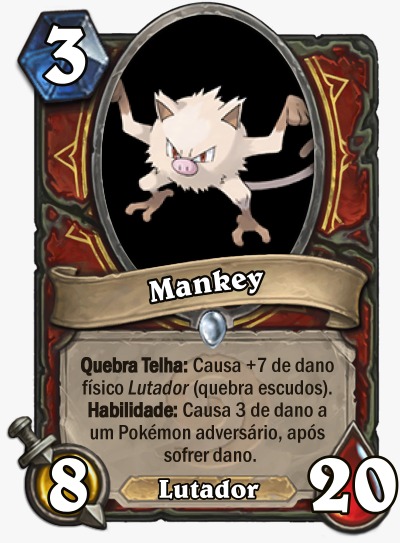 3
Mankey
Quebra Telha: Causa +7 de dano
físico Lutador (quebra escudos).
Habilidade: Causa 3 de dano a
um Pokémon adversário, após
sofrer dano.
8
Lutador
20